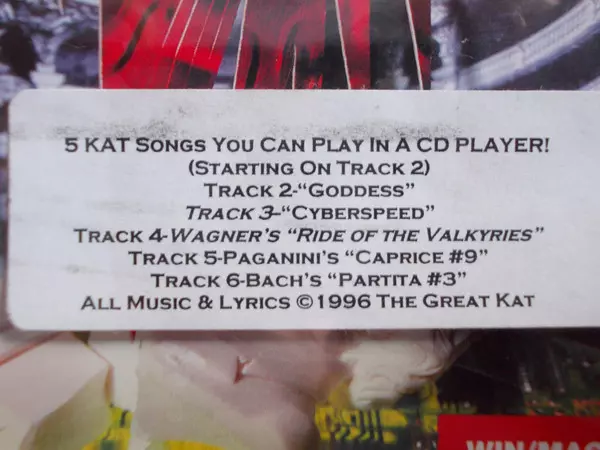 5 KAT SONGS YOU CAN PLAY IN A CD PLAYER!
(STARTING ON TRACK 2)
TRACK 2-“GODDESS”
TRACK 3-“CYBERSPEED”
TRACK 4-WAGNER'S “RIDE OF THE VALKYRIES”
TRACK 5-PAGANINI'S “CAPRICE #9”
TRACK 6-BACH'S “PARTITA #3”
ALL MUSIC & LYRICS ©1996 THE GREAT KAT